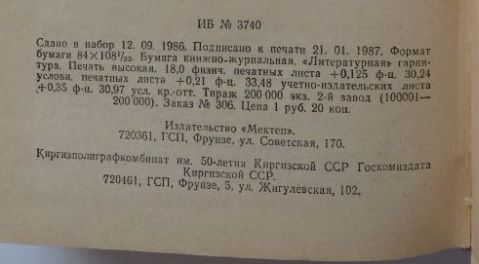 ИБ № 3740
Сдано в набор 12. 09. 1986. Подписано к печати 21. 01. 1987. Формат
бумаги 84×108¹/₃₂. Бумага книжно-журнальная. «Литературная» гарни-
тура. Печать высокая. 18,0 физич. печатных листа +0,125 ф-ц. 30,24
условн. печатных листа +0,21 ф-ц. 33,48 учетно-издательских листа
+0,35 ф-ц. 30,97 усл. кр.-отт. Тираж 200 000 экз. 2-й завод (100001—
200 000). Заказ № 306. Цена 1 руб. 20 коп.
Издательство «Мектеп».
720361, ГСП, Фрунзе, ул. Советская, 170.
Киргизполиграфкомбинат им. 50-летия Киргизской ССР Госкомиздата
Киргизской ССР.
720461, ГСП, Фрунзе, 5, ул. Жигулевская, 102.